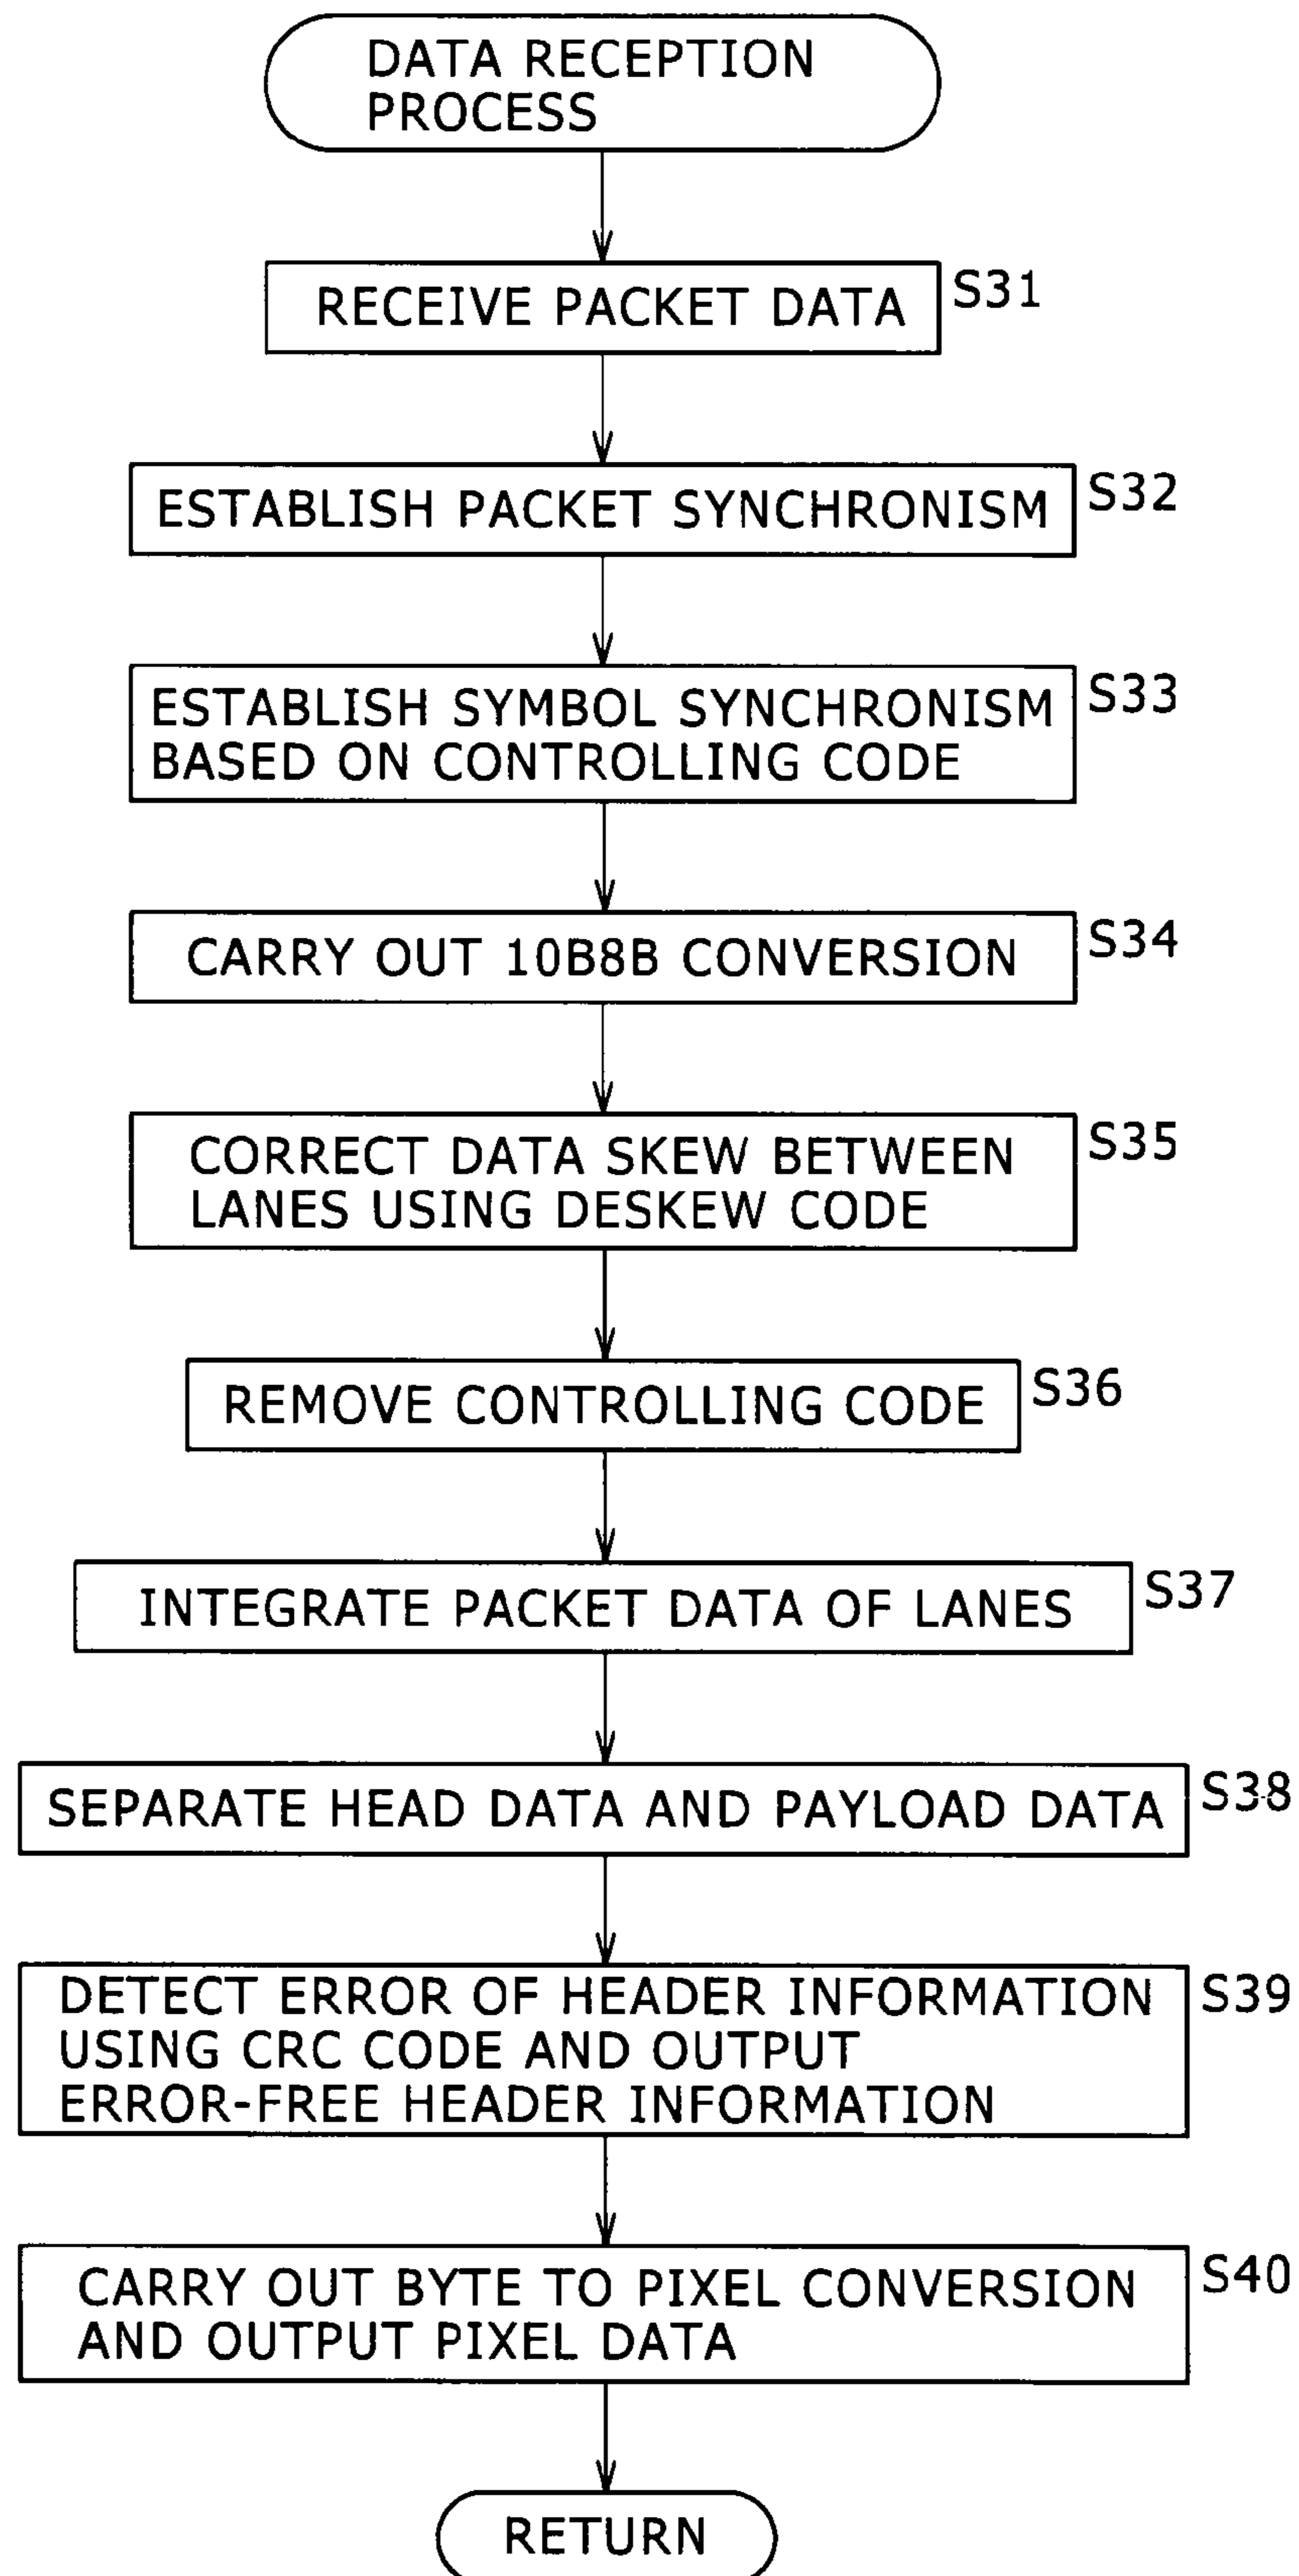 DATA RECEPTION
PROCESS
RECEIVE PACKET DATA
S31
ESTABLISH PACKET SYNCHRONISM
S32
ESTABLISH SYMBOL SYNCHRONISM
BASED ON CONTROLLING CODE
S33
CARRY OUT 10B8B CONVERSION
S34
CORRECT DATA SKEW BETWEEN
LANES USING DESKEW CODE
S35
REMOVE CONTROLLING CODE
S36
INTEGRATE PACKET DATA OF LANES
S37
SEPARATE HEAD DATA AND PAYLOAD DATA
S38
DETECT ERROR OF HEADER INFORMATION
USING CRC CODE AND OUTPUT
ERROR-FREE HEADER INFORMATION
S39
CARRY OUT BYTE TO PIXEL CONVERSION
AND OUTPUT PIXEL DATA
S40
RETURN